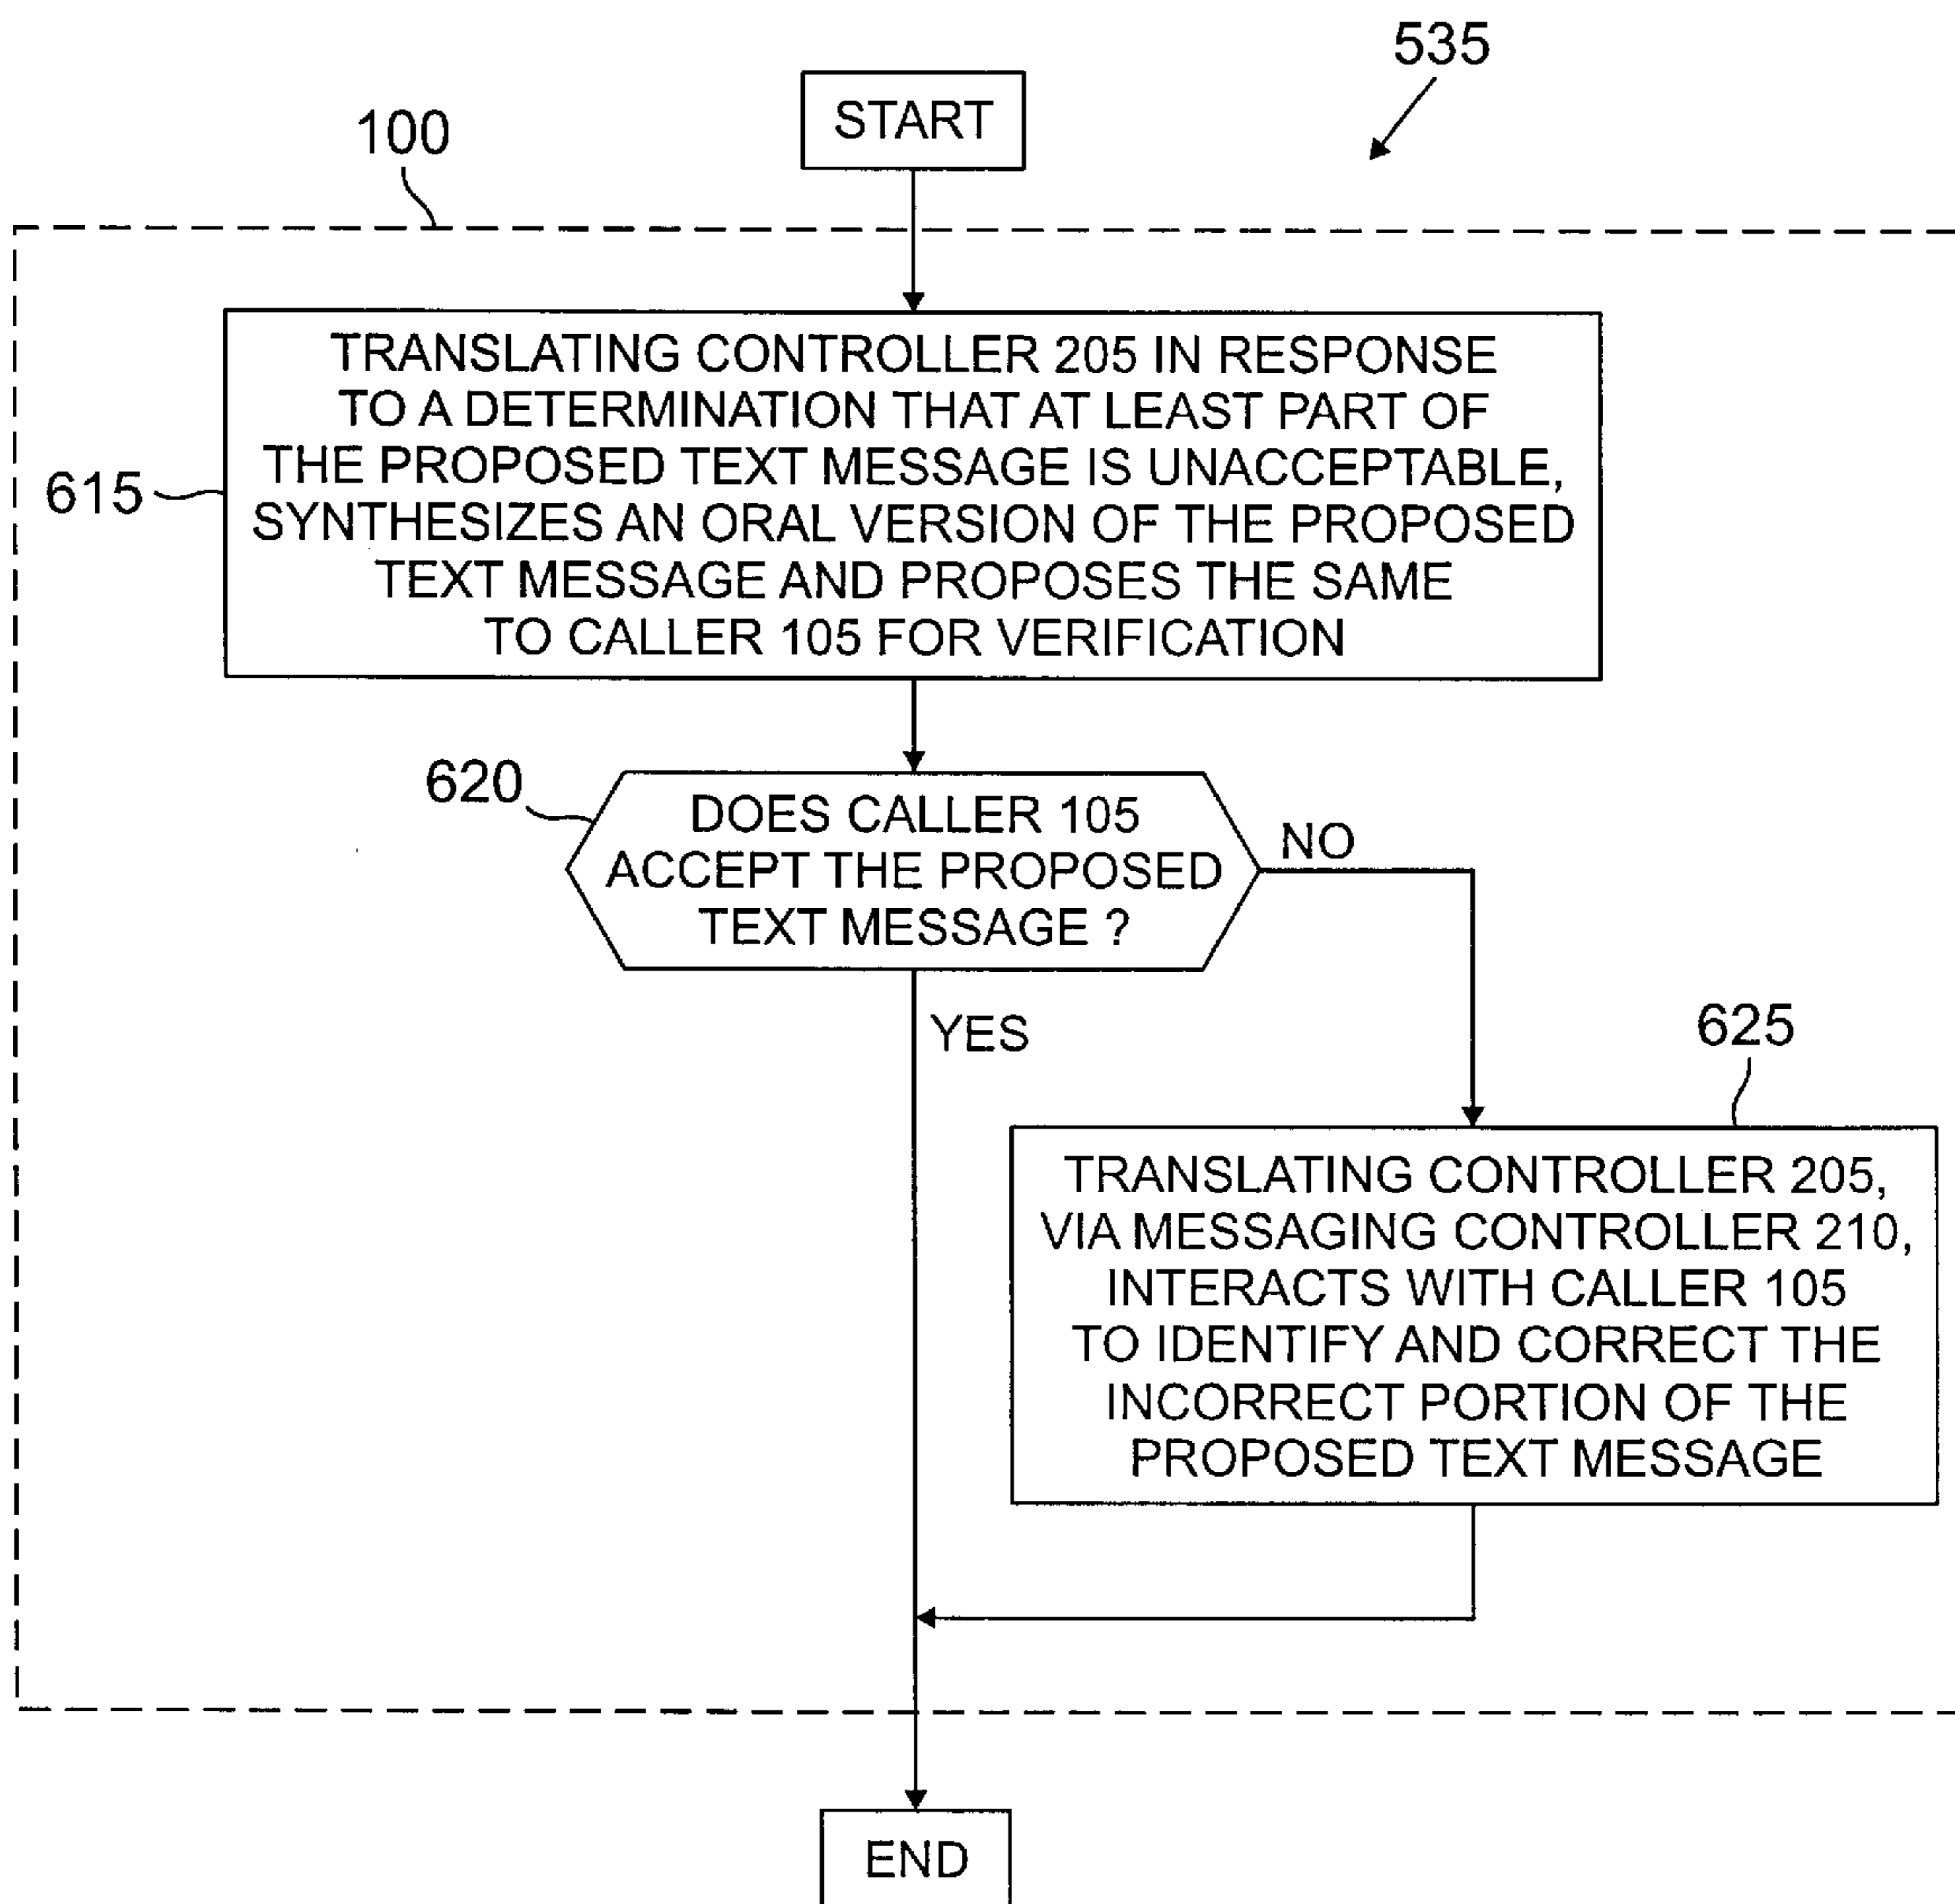 535
START
100
TRANSLATING CONTROLLER 205 IN RESPONSE
TO A DETERMINATION THAT AT LEAST PART OF
THE PROPOSED TEXT MESSAGE IS UNACCEPTABLE,
SYNTHESIZES AN ORAL VERSION OF THE PROPOSED
TEXT MESSAGE AND PROPOSES THE SAME
TO CALLER 105 FOR VERIFICATION
615
620
DOES CALLER 105
ACCEPT THE PROPOSED
TEXT MESSAGE ?
NO
YES
625
TRANSLATING CONTROLLER 205,
VIA MESSAGING CONTROLLER 210,
INTERACTS WITH CALLER 105
TO IDENTIFY AND CORRECT THE
INCORRECT PORTION OF THE
PROPOSED TEXT MESSAGE
END